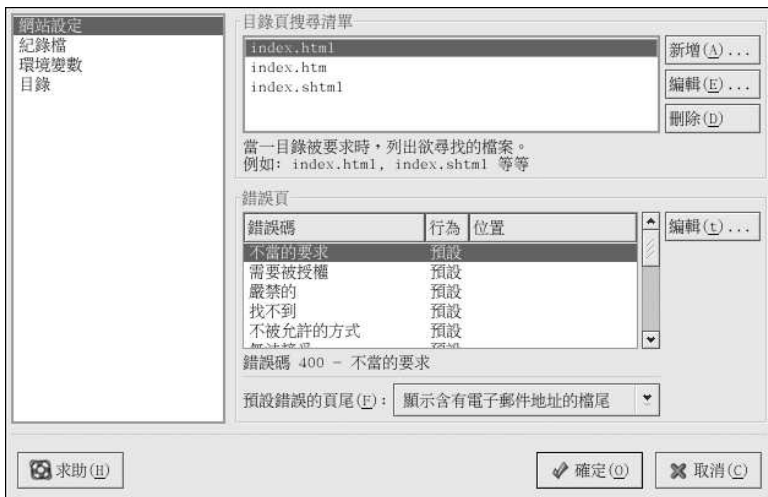 網站設定
紀錄檔
環境變數
目錄
目錄頁搜尋清單
index.html
index.htm
index.shtml
新增(A)...
編輯(E)...
刪除(D)
當一目錄被要求時，列出欲尋找的檔案。
例如: index.html, index.shtml 等等
錯誤頁
錯誤碼 行為 位置
不當的要求 預設
需要被授權 預設
嚴禁的 預設
找不到 預設
不被允許的方式 預設
編輯(t)...
錯誤碼 400 - 不當的要求
預設錯誤的頁尾(F): 顯示含有電子郵件地址的檔尾
求助(H)
確定(O)
取消(C)